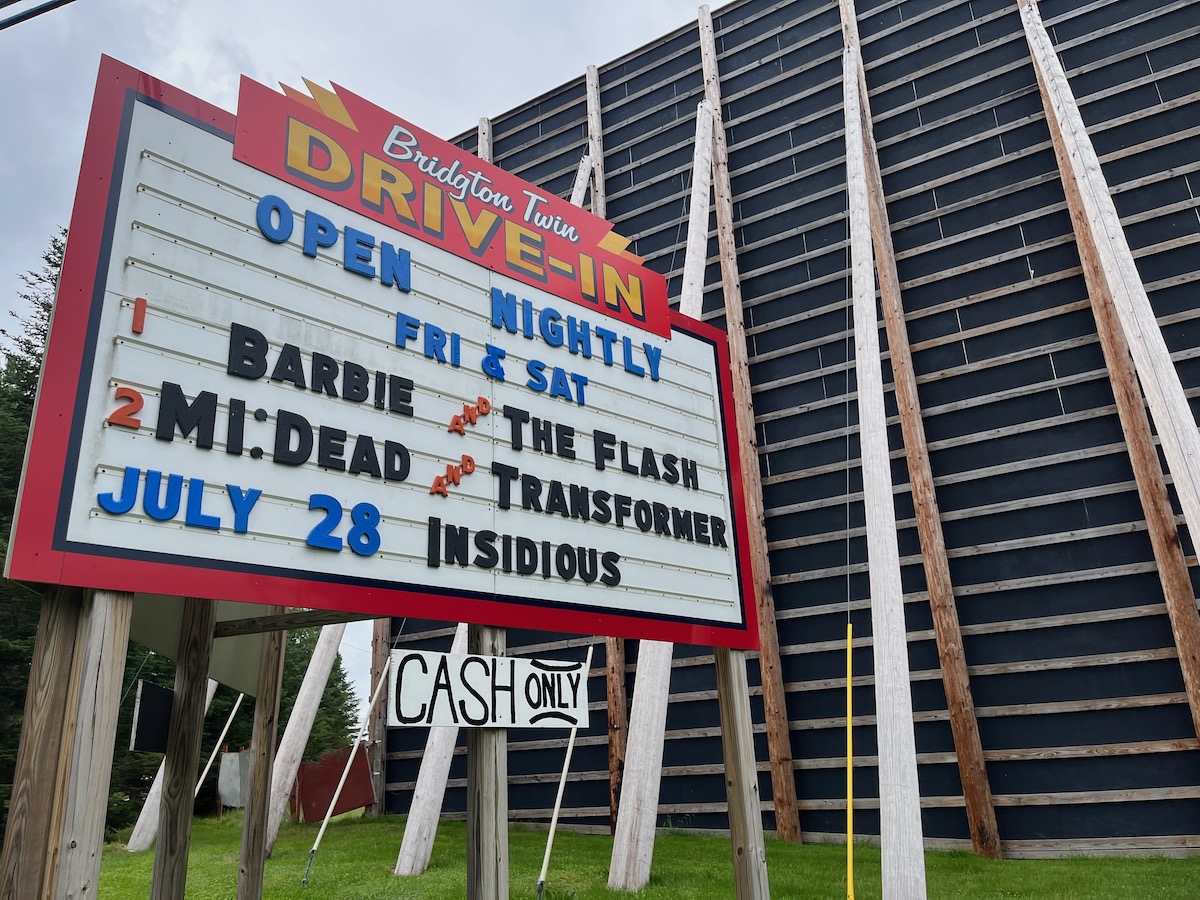 Bridgton Twin
DRIVE-IN
OPEN NIGHTLY
FRI & SAT
1 BARBIE AND THE FLASH
2 MI:DEAD AND TRANSFORMER
JULY 28 INSIDIOUS
CASH ONLY